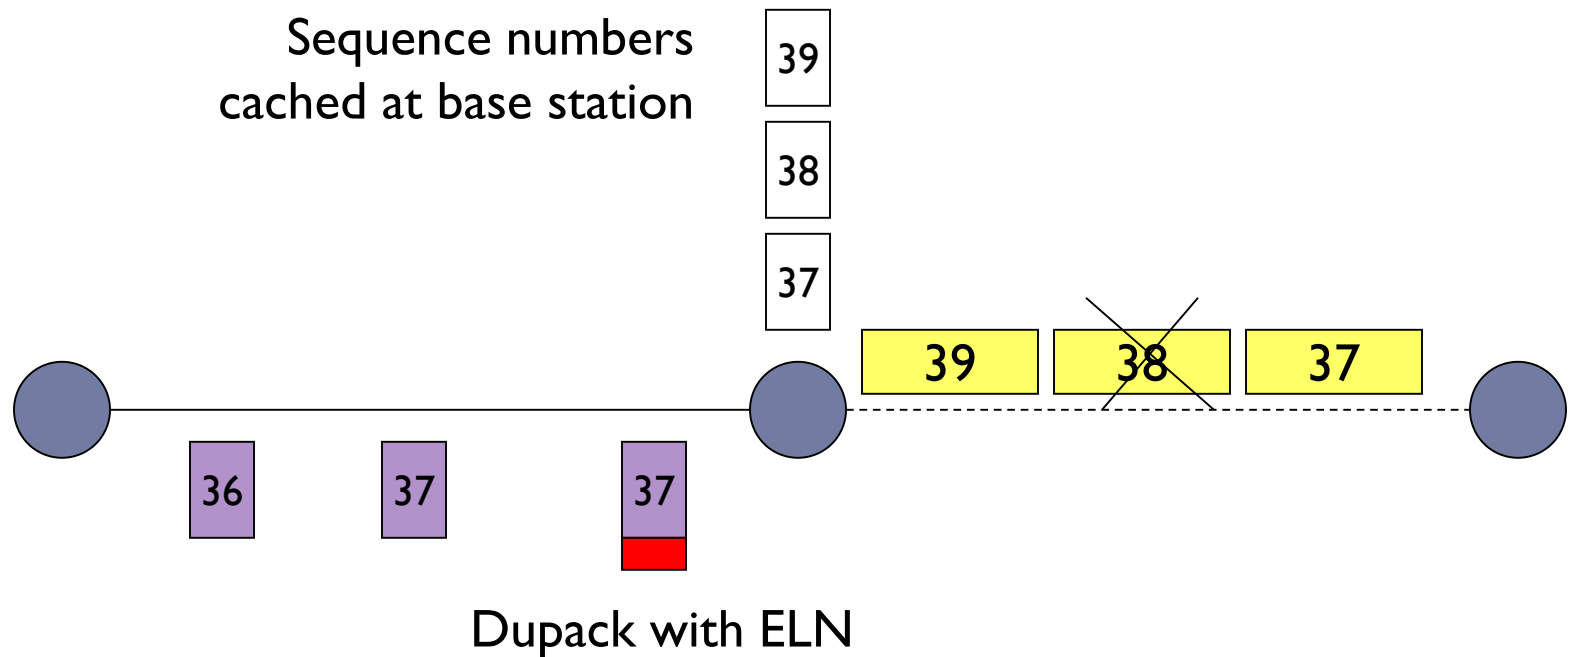 Sequence numbers
cached at base station
39
38
37
39 38 37
36 37 37
Dupack with ELN